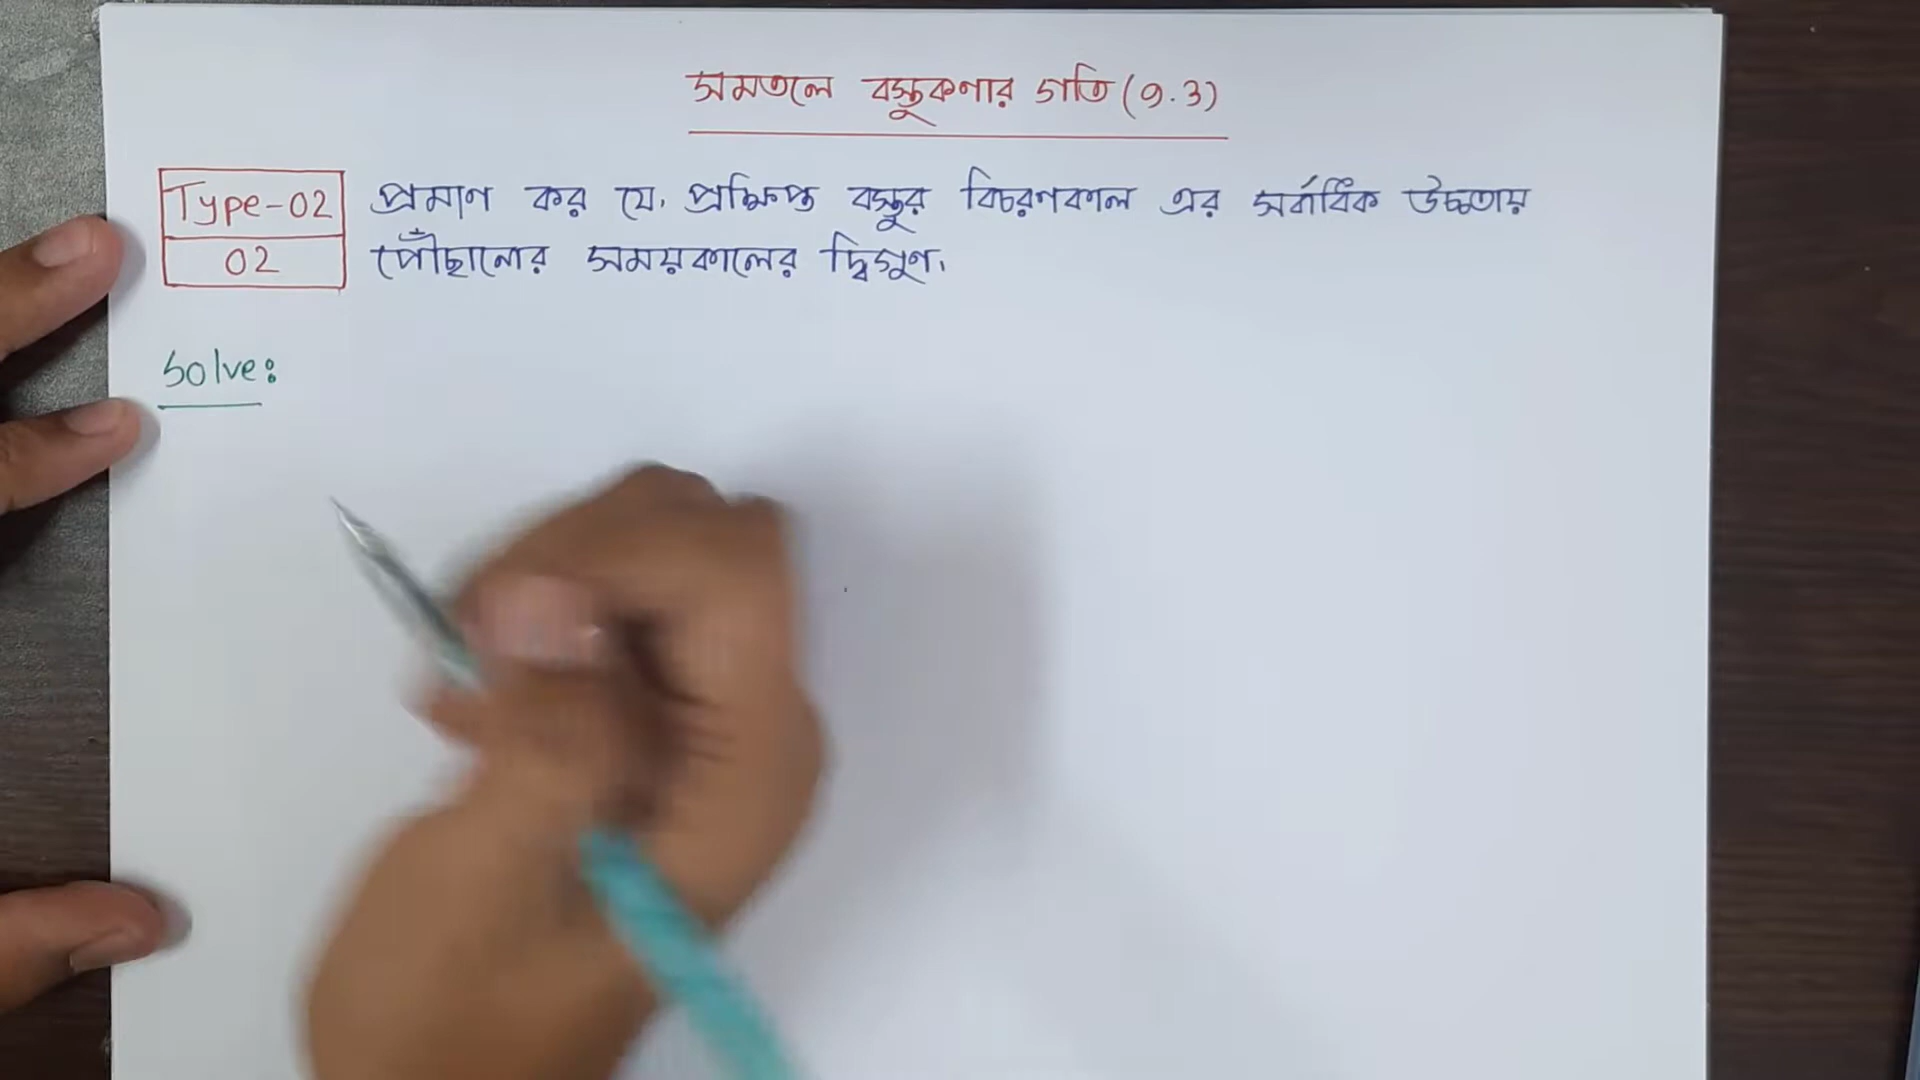 সমতলে বস্তুকণার গতি (9.3)
Type-02 প্রমাণ কর যে, প্রক্ষিপ্ত বস্তুর বিচরণকাল এর সর্বাধিক উচ্চতায়
02 পৌঁছানোর সময়কালের দ্বিগুণ।
Solve: